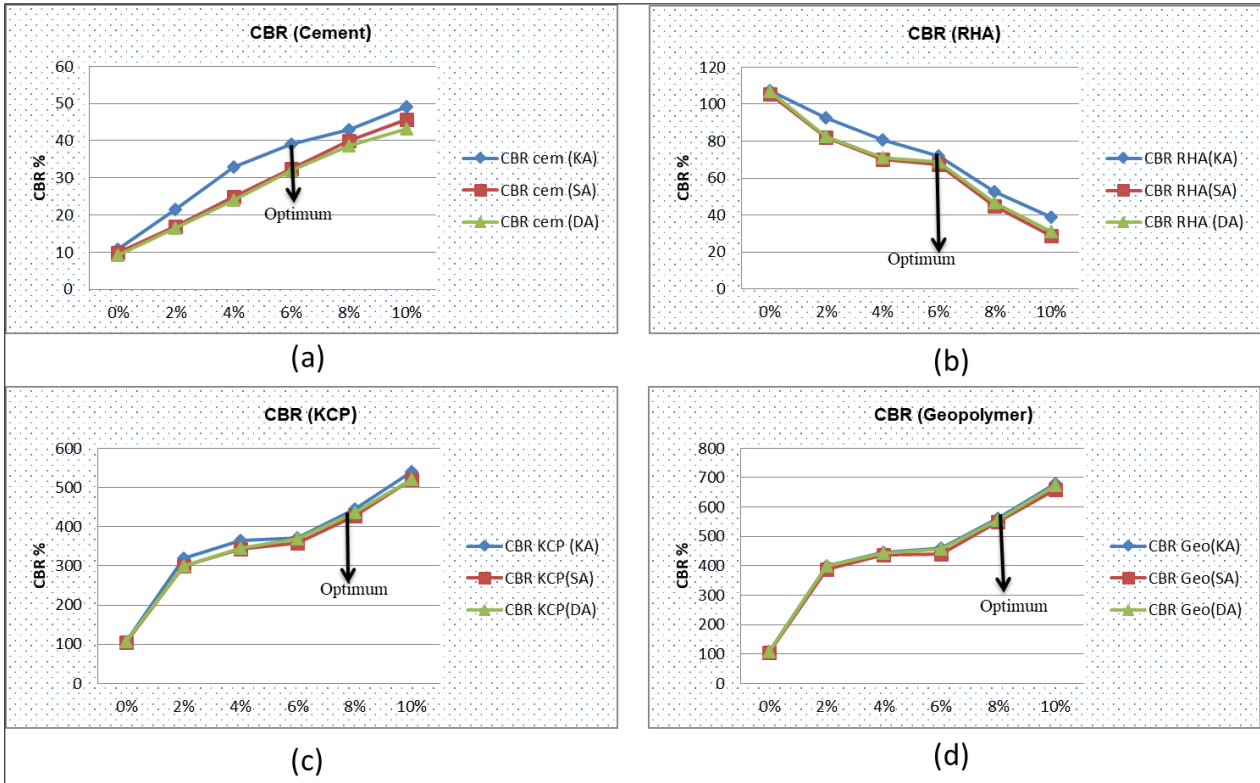 CBR (Cement)
60
50
40
30
20
10
0
CBR %
0% 2% 4% 6% 8% 10%
Optimum
CBR cem (KA)
CBR cem (SA)
CBR cem (DA)
(a)
CBR (RHA)
120
100
80
60
40
20
0
CBR %
0% 2% 4% 6% 8% 10%
Optimum
CBR RHA(KA)
CBR RHA(SA)
CBR RHA (DA)
(b)
CBR (KCP)
600
500
400
300
200
100
0
CBR %
0% 2% 4% 6% 8% 10%
Optimum
CBR KCP (KA)
CBR KCP(SA)
CBR KCP(DA)
(c)
CBR (Geopolymer)
800
700
600
500
400
300
200
100
0
CBR %
0% 2% 4% 6% 8% 10%
Optimum
CBR Geo(KA)
CBR Geo(SA)
CBR Geo(DA)
(d)